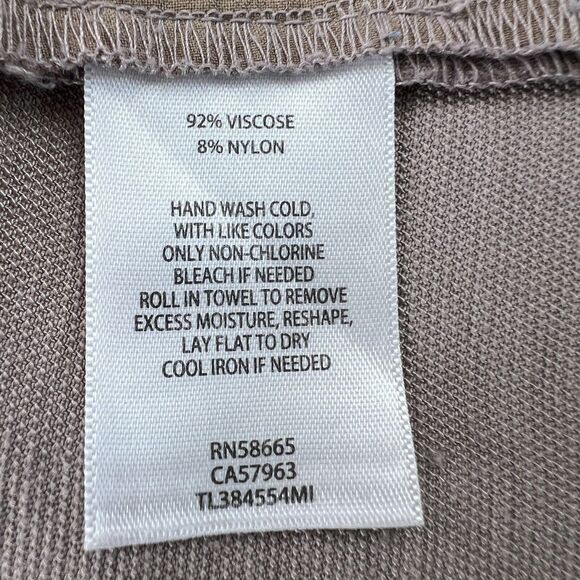 92% VISCOSE
8% NYLON
HAND WASH COLD,
WITH LIKE COLORS
ONLY NON-CHLORINE
BLEACH IF NEEDED
ROLL IN TOWEL TO REMOVE
EXCESS MOISTURE, RESHAPE,
LAY FLAT TO DRY
COOL IRON IF NEEDED
RN58665
CA57963
TL384554MI